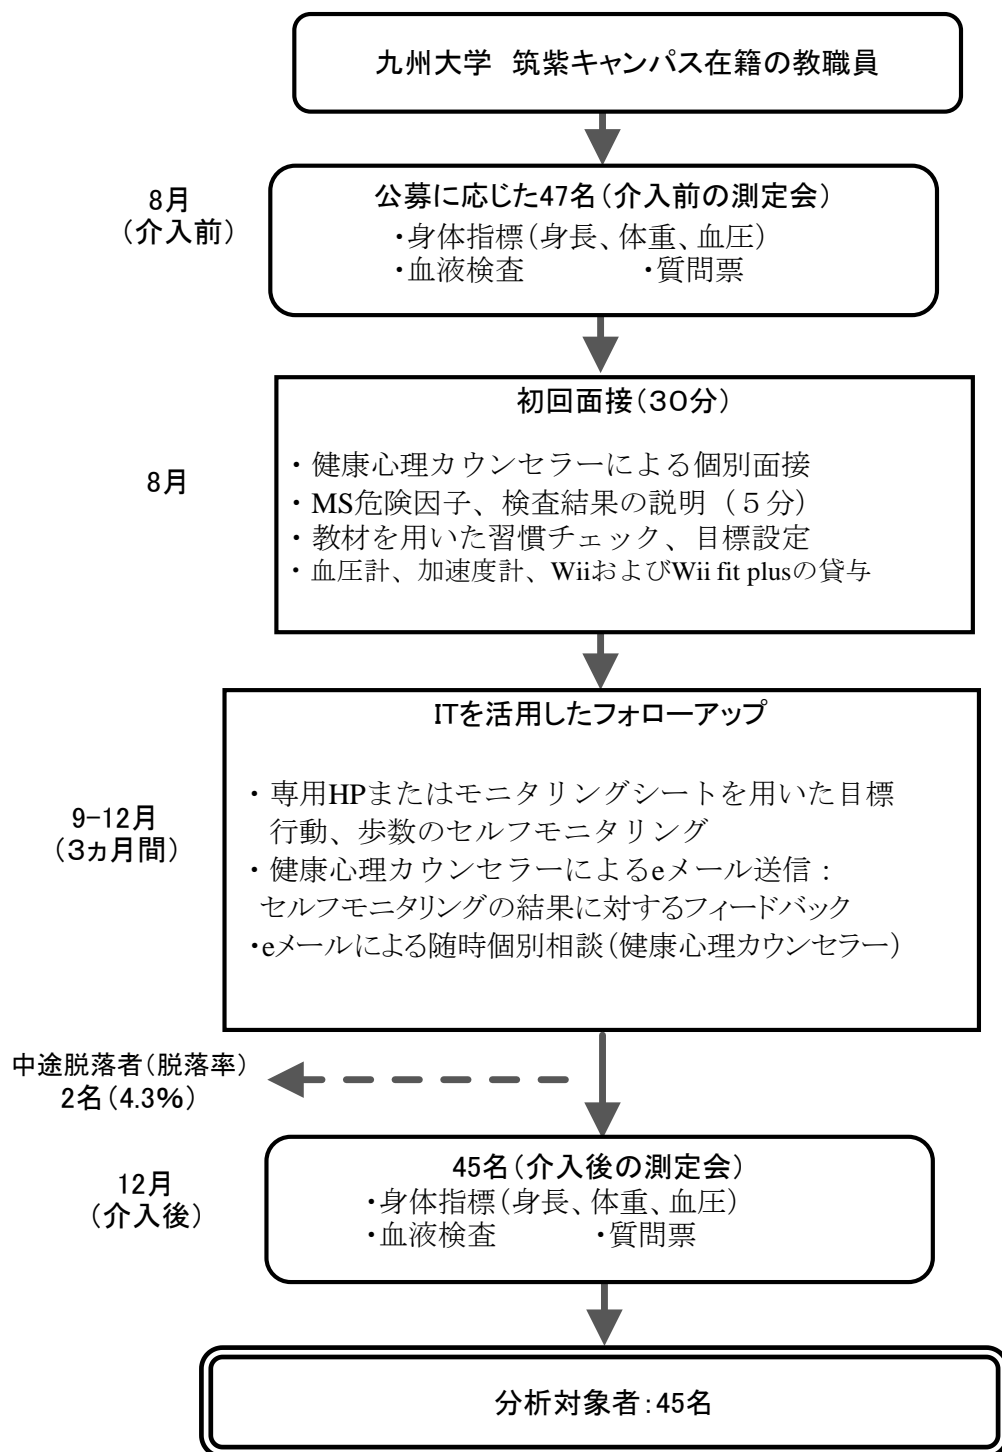 九州大学 筑紫キャンパス在籍の教職員
8月
(介入前)
公募に応じた47名(介入前の測定会)
・身体指標(身長、体重、血圧)
・血液検査 ・質問票
8月
初回面接(30分)
・健康心理カウンセラーによる個別面接
・MS危険因子、検査結果の説明（５分）
・教材を用いた習慣チェック、目標設定
・血圧計、加速度計、WiiおよびWii fit plusの貸与
9-12月
(3ヵ月間)
ITを活用したフォローアップ
・専用HPまたはモニタリングシートを用いた目標
行動、歩数のセルフモニタリング
・健康心理カウンセラーによるeメール送信：
セルフモニタリングの結果に対するフィードバック
・eメールによる随時個別相談(健康心理カウンセラー)
中途脱落者(脱落率)
2名(4.3%)
12月
(介入後)
45名(介入後の測定会)
・身体指標(身長、体重、血圧)
・血液検査 ・質問票
分析対象者：45名